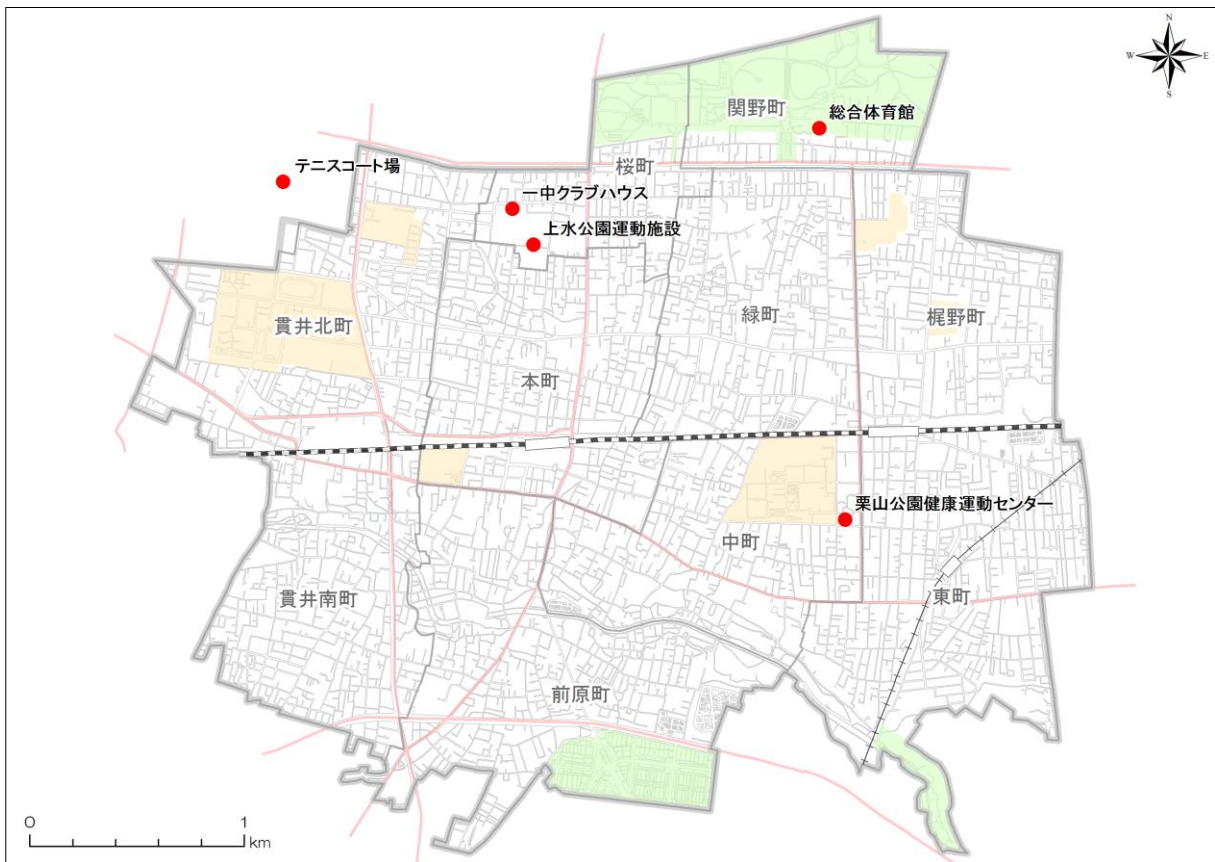 N
W
E
S
関野町
総合体育館
テニスコート場
桜町
一中クラブハウス
上水公園運動施設
貫井北町
緑町
梶野町
本町
栗山公園健康運動センター
中町
貫井南町
東町
前原町
0
1
km